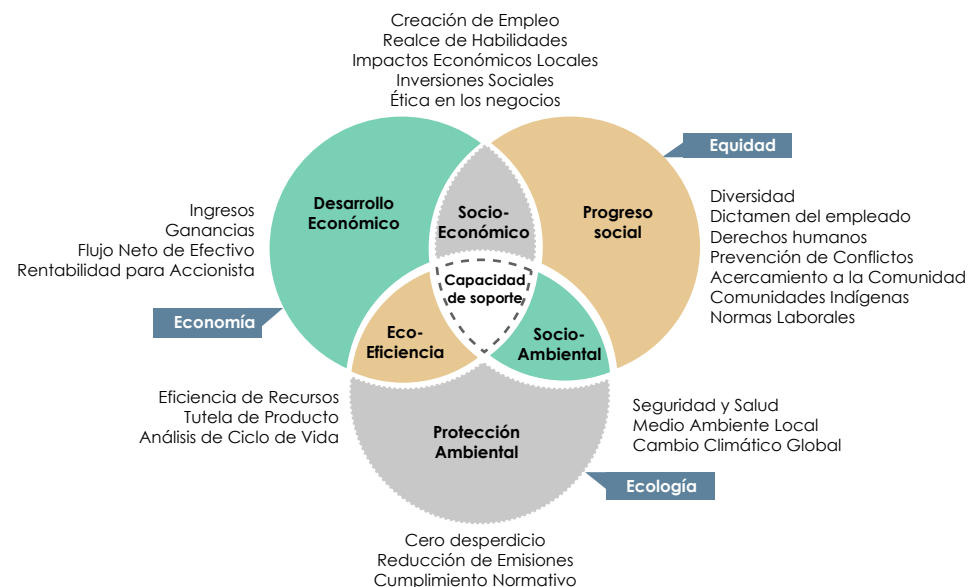 Creación de Empleo
Realce de Habilidades
Impactos Económicos Locales
Inversiones Sociales
Ética en los negocios
Equidad
Desarrollo
Económico
Socio-
Económico
Progreso
social
Ingresos
Ganancias
Flujo Neto de Efectivo
Rentabilidad para Accionista
Diversidad
Dictamen del empleado
Derechos humanos
Prevención de Conflictos
Acercamiento a la Comunidad
Comunidades Indígenas
Normas Laborales
Capacidad
de soporte
Economía
Eco-
Eficiencia
Socio-
Ambiental
Eficiencia de Recursos
Tutela de Producto
Análisis de Ciclo de Vida
Protección
Ambiental
Seguridad y Salud
Medio Ambiente Local
Cambio Climático Global
Ecología
Cero desperdicio
Reducción de Emisiones
Cumplimiento Normativo